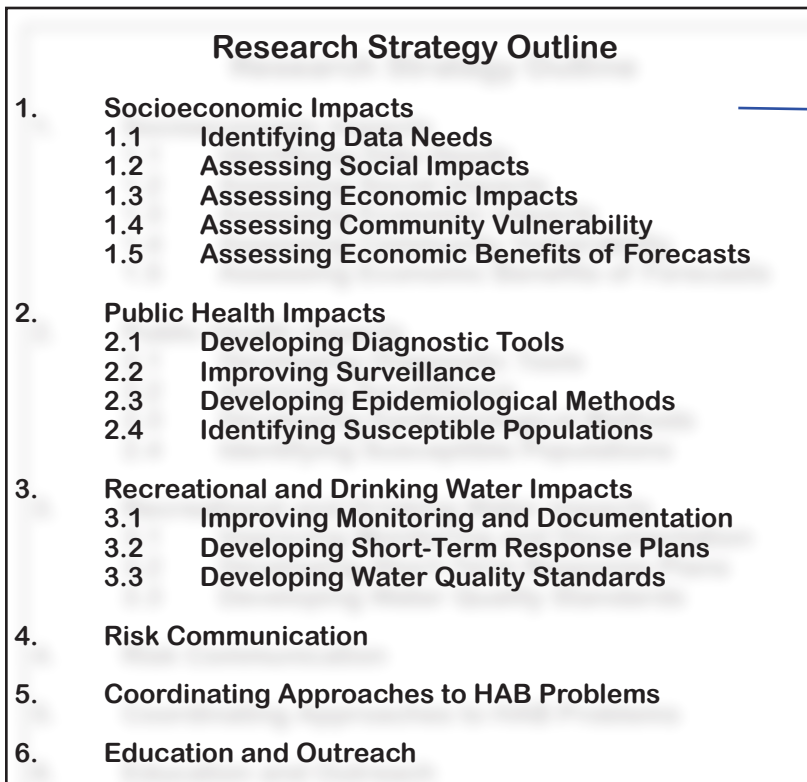 Research Strategy Outline
1. Socioeconomic Impacts
1.1 Identifying Data Needs
1.2 Assessing Social Impacts
1.3 Assessing Economic Impacts
1.4 Assessing Community Vulnerability
1.5 Assessing Economic Benefits of Forecasts
2. Public Health Impacts
2.1 Developing Diagnostic Tools
2.2 Improving Surveillance
2.3 Developing Epidemiological Methods
2.4 Identifying Susceptible Populations
3. Recreational and Drinking Water Impacts
3.1 Improving Monitoring and Documentation
3.2 Developing Short-Term Response Plans
3.3 Developing Water Quality Standards
4. Risk Communication
5. Coordinating Approaches to HAB Problems
6. Education and Outreach